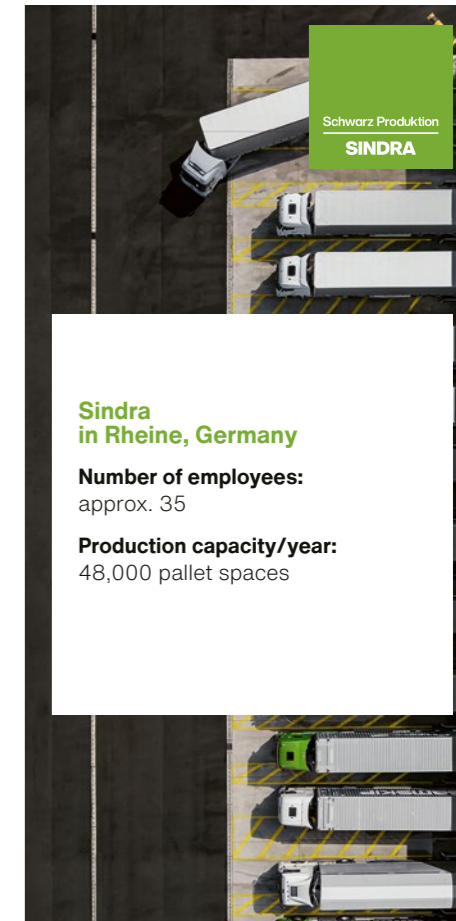 Schwarz Produktion
SINDRA
Sindra
in Rheine, Germany
Number of employees:
approx. 35
Production capacity/year:
48,000 pallet spaces